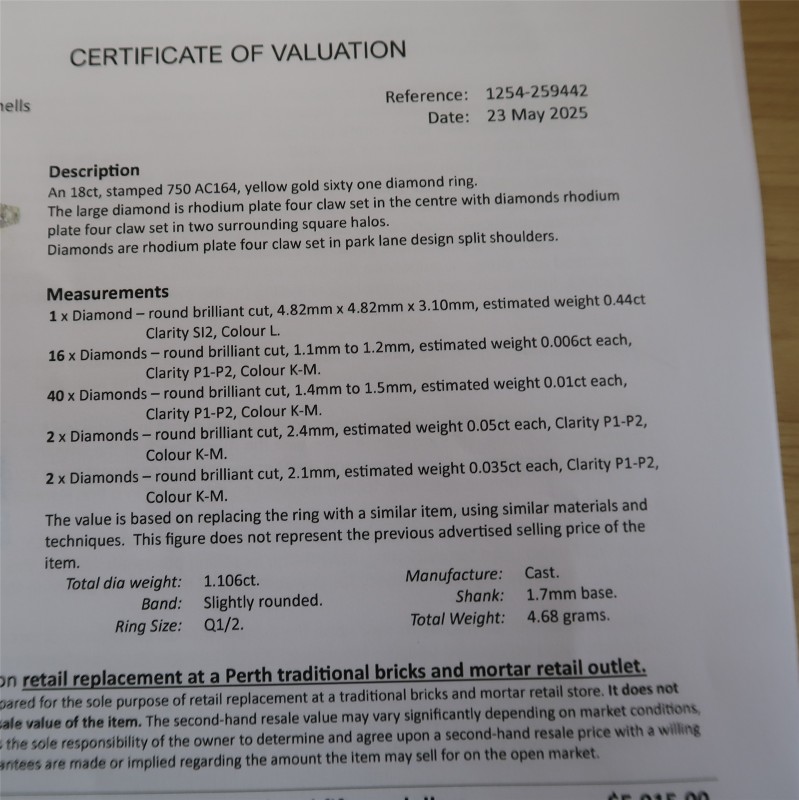 CERTIFICATE OF VALUATION
Reference: 1254-259442
Date: 23 May 2025
Description
An 18ct, stamped 750 AC164, yellow gold sixty one diamond ring.
The large diamond is rhodium plate four claw set in the centre with diamonds rhodium
plate four claw set in two surrounding square halos.
Diamonds are rhodium plate four claw set in park lane design split shoulders.
Measurements
1 x Diamond – round brilliant cut, 4.82mm x 4.82mm x 3.10mm, estimated weight 0.44ct
Clarity SI2, Colour L.
16 x Diamonds – round brilliant cut, 1.1mm to 1.2mm, estimated weight 0.006ct each,
Clarity P1-P2, Colour K-M.
40 x Diamonds – round brilliant cut, 1.4mm to 1.5mm, estimated weight 0.01ct each,
Clarity P1-P2, Colour K-M.
2 x Diamonds – round brilliant cut, 2.4mm, estimated weight 0.05ct each, Clarity P1-P2,
Colour K-M.
2 x Diamonds – round brilliant cut, 2.1mm, estimated weight 0.035ct each, Clarity P1-P2,
Colour K-M.
The value is based on replacing the ring with a similar item, using similar materials and
techniques. This figure does not represent the previous advertised selling price of the
item.
Total dia weight: 1.106ct. Manufacture: Cast.
Band: Slightly rounded. Shank: 1.7mm base.
Ring Size: Q1/2. Total Weight: 4.68 grams.
on retail replacement at a Perth traditional bricks and mortar retail outlet.
pared for the sole purpose of retail replacement at a traditional bricks and mortar retail store. It does not
ale value of the item. The second-hand resale value may vary significantly depending on market conditions,
the sole responsibility of the owner to determine and agree upon a second-hand resale price with a willing
antees are made or implied regarding the amount the item may sell for on the open market.